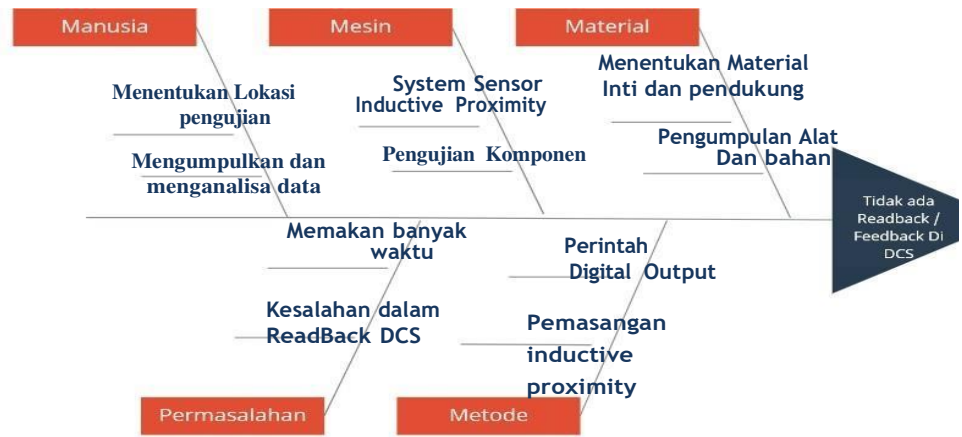 Manusia
Mesin
Material
Menentukan Lokasi
pengujian
Mengumpulkan dan
menganalisa data
System Sensor
Inductive Proximity
Pengujian Komponen
Menentukan Material
Inti dan pendukung
Pengumpulan Alat
Dan bahan
Tidak ada
Readback /
Feedback Di
DCS
Memakan banyak
waktu
Kesalahan dalam
ReadBack DCS
Perintah
Digital Output
Pemasangan
inductive
proximity
Permasalahan
Metode